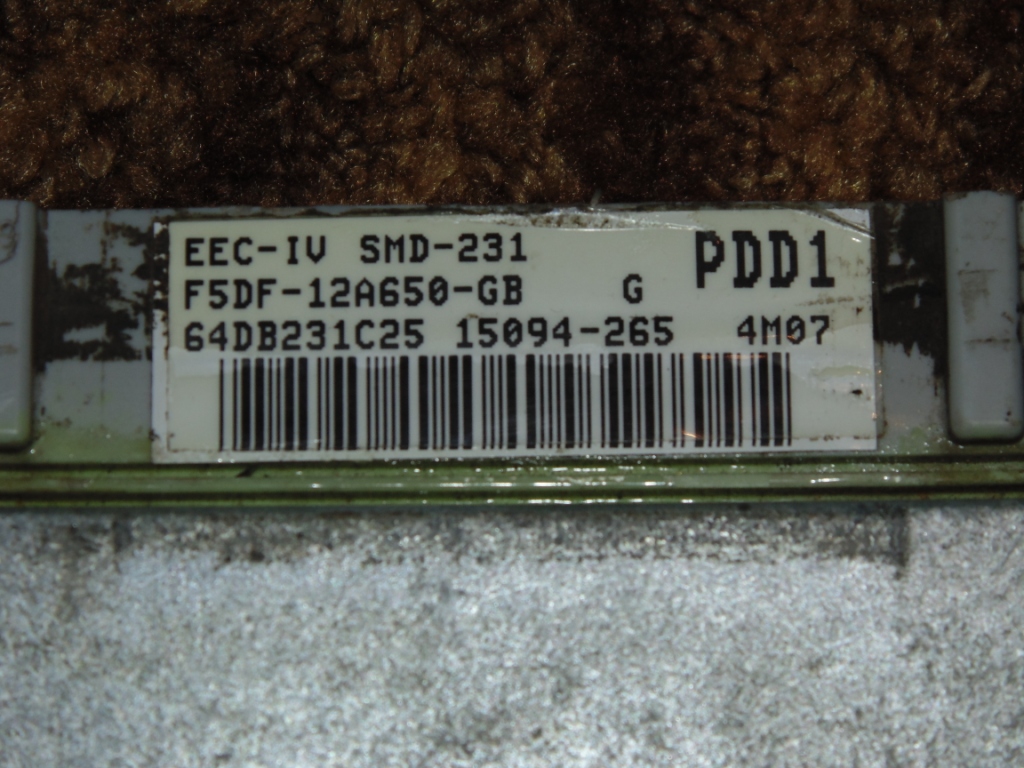 EEC-IV SMD-231 PDD1
F5DF-12A650-GB G
64DB231C25 15094-265 4M07